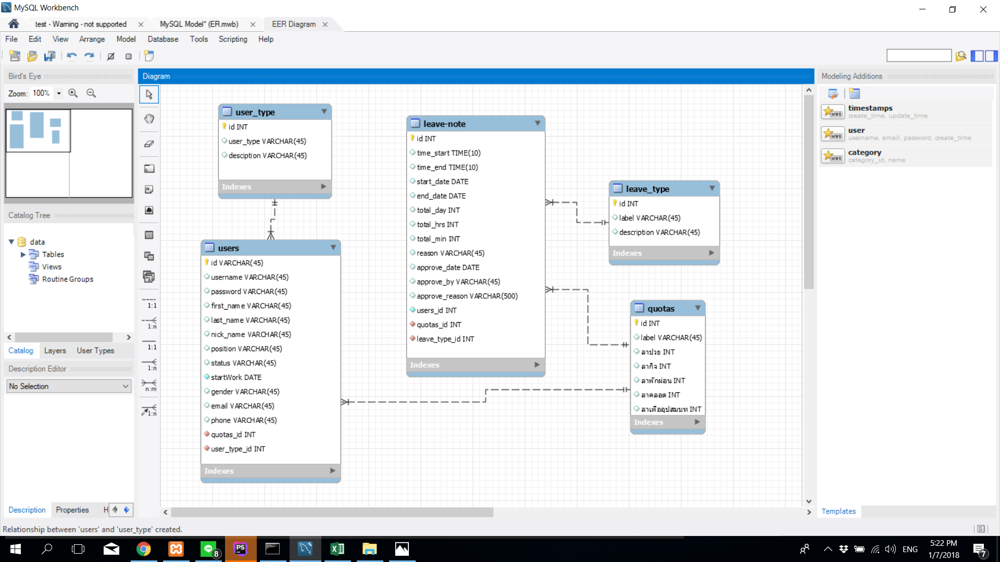 MySQL Workbench
test - Warning - not supported
MySQL Model* (ER.mwb)
EER Diagram
File Edit View Arrange Model Database Tools Scripting Help
Bird's Eye
Zoom: 100%
Diagram
Modeling Additions
timestamps
create_time, update_time
user
username, email, password, create_time
category
category_id, name
Templates
Catalog Tree
data
Tables
Views
Routine Groups
Catalog Layers User Types
Description Editor
No Selection
Description Properties H
1:1
1:n
1:1
1:n
n:m
1:n
user_type
id INT
user_type VARCHAR(45)
desciption VARCHAR(45)
Indexes
users
id VARCHAR(45)
username VARCHAR(45)
password VARCHAR(45)
first_name VARCHAR(45)
last_name VARCHAR(45)
nick_name VARCHAR(45)
position VARCHAR(45)
status VARCHAR(45)
startWork DATE
gender VARCHAR(45)
email VARCHAR(45)
phone VARCHAR(45)
quotas_id INT
user_type_id INT
Indexes
leave-note
id INT
time_start TIME(10)
time_end TIME(10)
start_date DATE
end_date DATE
total_day INT
total_hrs INT
total_min INT
reason VARCHAR(45)
approve_date DATE
approve_by VARCHAR(45)
approve_reason VARCHAR(500)
users_id INT
quotas_id INT
leave_type_id INT
Indexes
leave_type
id INT
label VARCHAR(45)
description VARCHAR(45)
Indexes
quotas
id INT
label VARCHAR(45)
ลาป่วย INT
ลากิจ INT
ลาพักผ่อน INT
ลาคลอด INT
ลาเพื่ออุปสมบท INT
Indexes
Relationship between 'users' and 'user_type' created.
8
PS
ENG
5:22 PM
1/7/2018
7